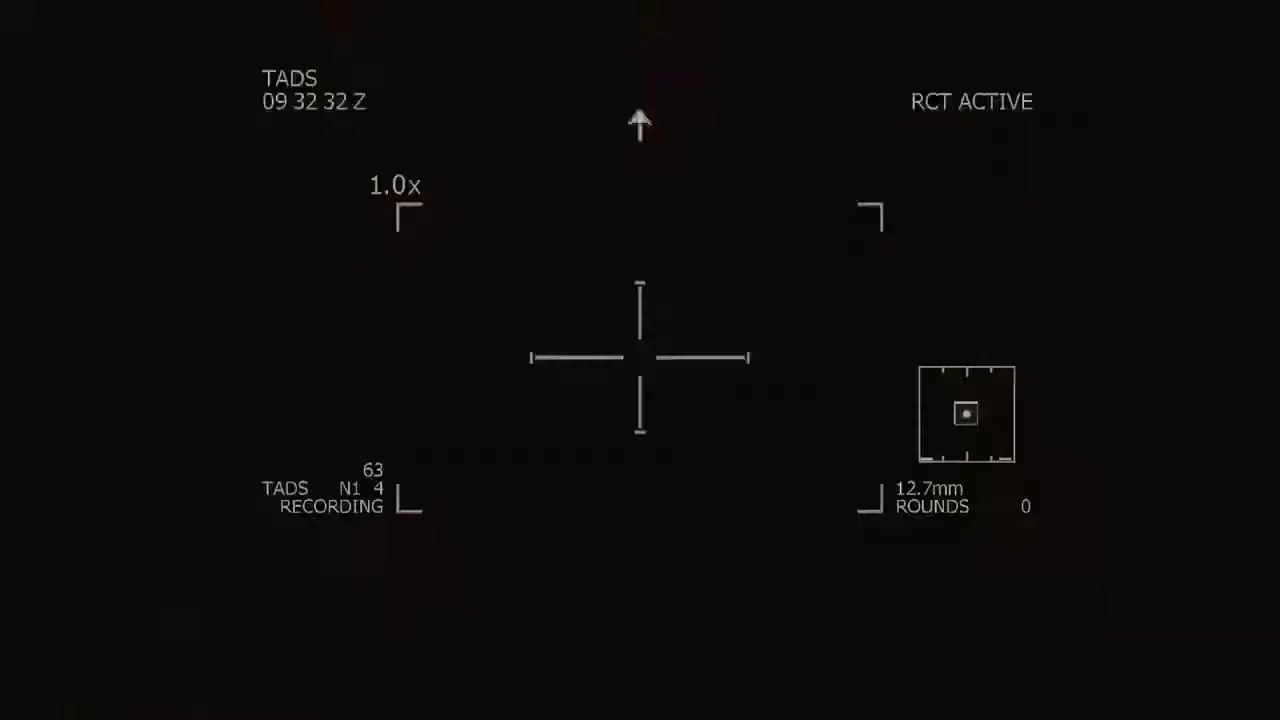 TADS
09 32 32 Z
RCT ACTIVE
1.0x
63
TADS N1 4
RECORDING
12.7mm
ROUNDS 0